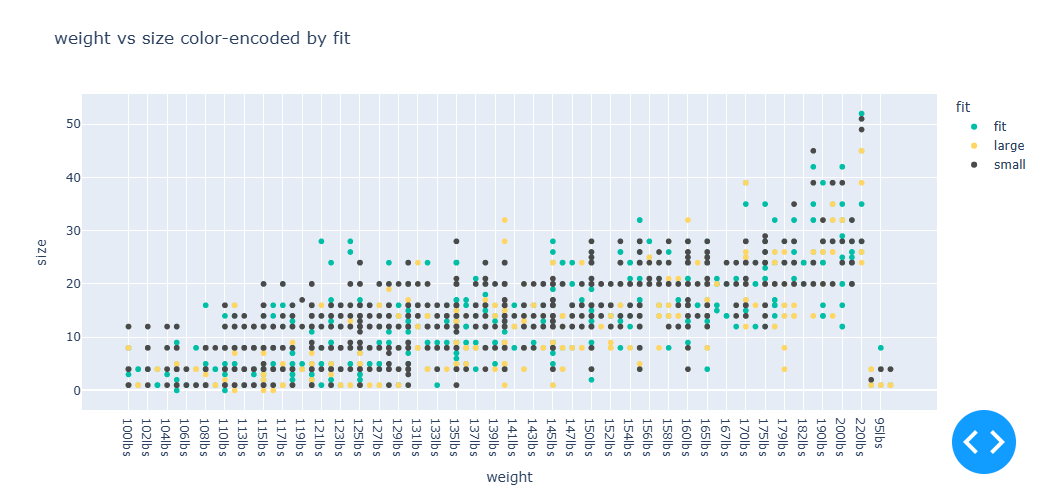 weight vs size color-encoded by fit
fit
fit
large
small
size
50
40
30
20
10
0
100lbs
102lbs
104lbs
106lbs
108lbs
110lbs
113lbs
115lbs
117lbs
119lbs
121lbs
123lbs
125lbs
127lbs
129lbs
131lbs
133lbs
135lbs
137lbs
139lbs
141lbs
143lbs
145lbs
147lbs
150lbs
152lbs
154lbs
156lbs
158lbs
160lbs
165lbs
167lbs
170lbs
175lbs
179lbs
182lbs
190lbs
200lbs
220lbs
95lbs
weight